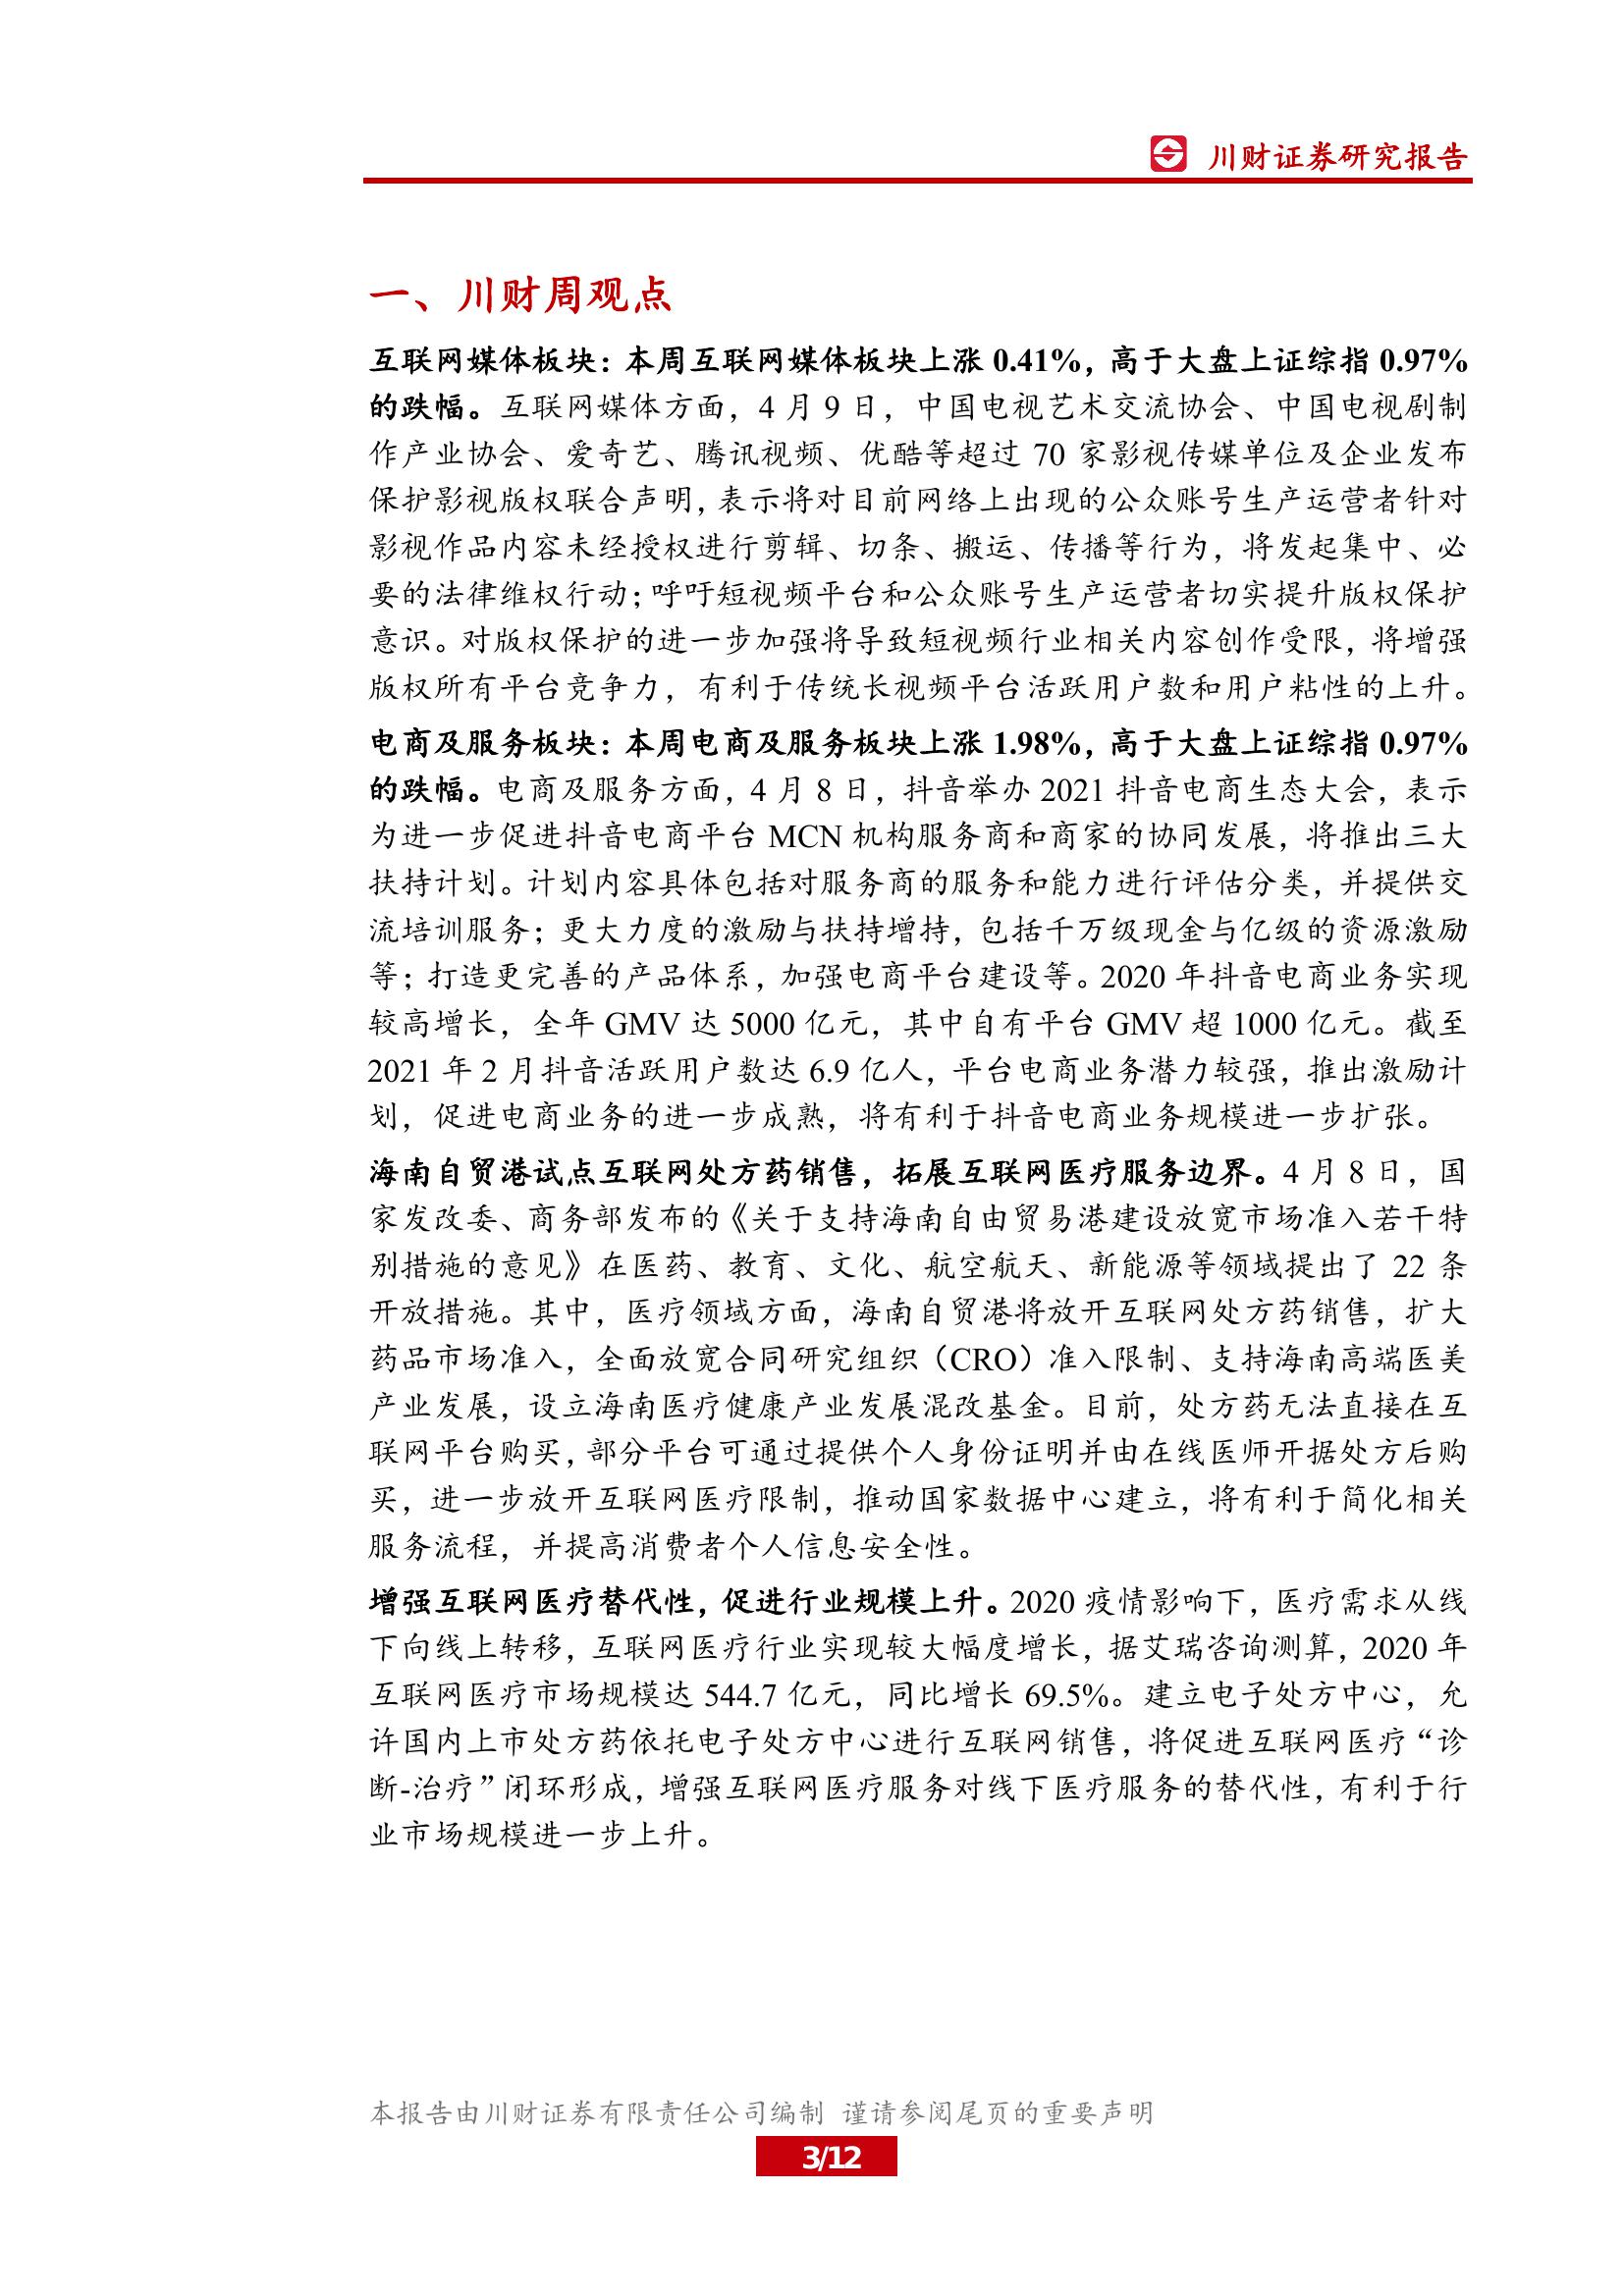 川财证券研究报告
一、川财周观点
互联网媒体板块：本周互联网媒体板块上涨 0.41%，高于大盘上证综指 0.97%
的跌幅。互联网媒体方面，4 月 9 日，中国电视艺术交流协会、中国电视剧制
作产业协会、爱奇艺、腾讯视频、优酷等超过 70 家影视传媒单位及企业发布
保护影视版权联合声明，表示将对目前网络上出现的公众账号生产运营者针对
影视作品内容未经授权进行剪辑、切条、搬运、传播等行为，将发起集中、必
要的法律维权行动；呼吁短视频平台和公众账号生产运营者切实提升版权保护
意识。对版权保护的进一步加强将导致短视频行业相关内容创作受限，将增强
版权所有平台竞争力，有利于传统长视频平台活跃用户数和用户粘性的上升。
电商及服务板块：本周电商及服务板块上涨 1.98%，高于大盘上证综指 0.97%
的跌幅。电商及服务方面，4 月 8 日，抖音举办 2021 抖音电商生态大会，表示
为进一步促进抖音电商平台 MCN 机构服务商和商家的协同发展，将推出三大
扶持计划。计划内容具体包括对服务商的服务和能力进行评估分类，并提供交
流培训服务；更大力度的激励与扶持增持，包括千万级现金与亿级的资源激励
等；打造更完善的产品体系，加强电商平台建设等。2020 年抖音电商业务实现
较高增长，全年 GMV 达 5000 亿元，其中自有平台 GMV 超 1000 亿元。截至
2021 年 2 月抖音活跃用户数达 6.9 亿人，平台电商业务潜力较强，推出激励计
划，促进电商业务的进一步成熟，将有利于抖音电商业务规模进一步扩张。
海南自贸港试点互联网处方药销售，拓展互联网医疗服务边界。4 月 8 日，国
家发改委、商务部发布的《关于支持海南自由贸易港建设放宽市场准入若干特
别措施的意见》在医药、教育、文化、航空航天、新能源等领域提出了 22 条
开放措施。其中，医疗领域方面，海南自贸港将放开互联网处方药销售，扩大
药品市场准入，全面放宽合同研究组织（CRO）准入限制、支持海南高端医美
产业发展，设立海南医疗健康产业发展混改基金。目前，处方药无法直接在互
联网平台购买，部分平台可通过提供个人身份证明并由在线医师开据处方后购
买，进一步放开互联网医疗限制，推动国家数据中心建立，将有利于简化相关
服务流程，并提高消费者个人信息安全性。
增强互联网医疗替代性，促进行业规模上升。2020 疫情影响下，医疗需求从线
下向线上转移，互联网医疗行业实现较大幅度增长，据艾瑞咨询测算，2020 年
互联网医疗市场规模达 544.7 亿元，同比增长 69.5%。建立电子处方中心，允
许国内上市处方药依托电子处方中心进行互联网销售，将促进互联网医疗“诊
断-治疗”闭环形成，增强互联网医疗服务对线下医疗服务的替代性，有利于行
业市场规模进一步上升。
本报告由川财证券有限责任公司编制 谨请参阅尾页的重要声明
3/12